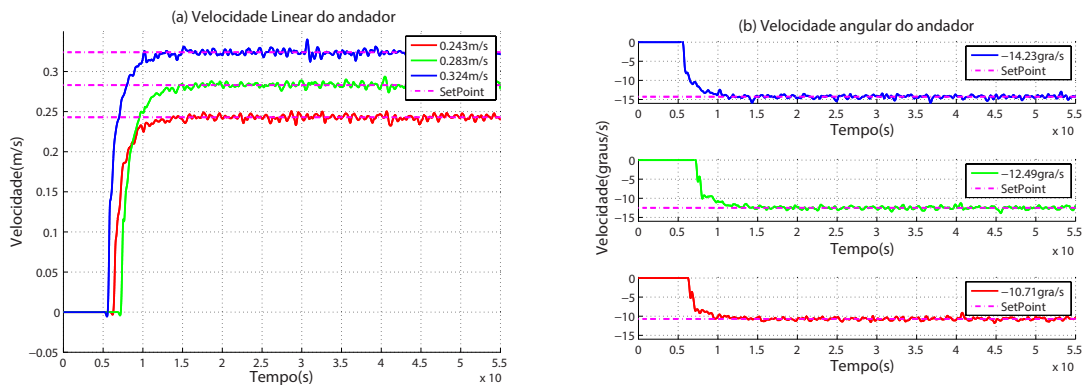 (a) Velocidade Linear do andador
Velocidade(m/s)
0.3
0.25
0.2
0.15
0.1
0.05
0
−0.05
0.243m/s
0.283m/s
0.324m/s
SetPoint
0 0.5 1 1.5 2 2.5 3 3.5 4 4.5 5 5.5
Tempo(s)
x 10
(b) Velocidade angular do andador
Velocidade(graus/s)
0
−5
−10
−15
−14.23gra/s
SetPoint
0 0.5 1 1.5 2 2.5 3 3.5 4 4.5 5 5.5
Tempo(s)
x 10
0
−5
−10
−15
−12.49gra/s
SetPoint
0 0.5 1 1.5 2 2.5 3 3.5 4 4.5 5 5.5
Tempo(s)
x 10
0
−5
−10
−15
−10.71gra/s
SetPoint
0 0.5 1 1.5 2 2.5 3 3.5 4 4.5 5 5.5
Tempo(s)
x 10